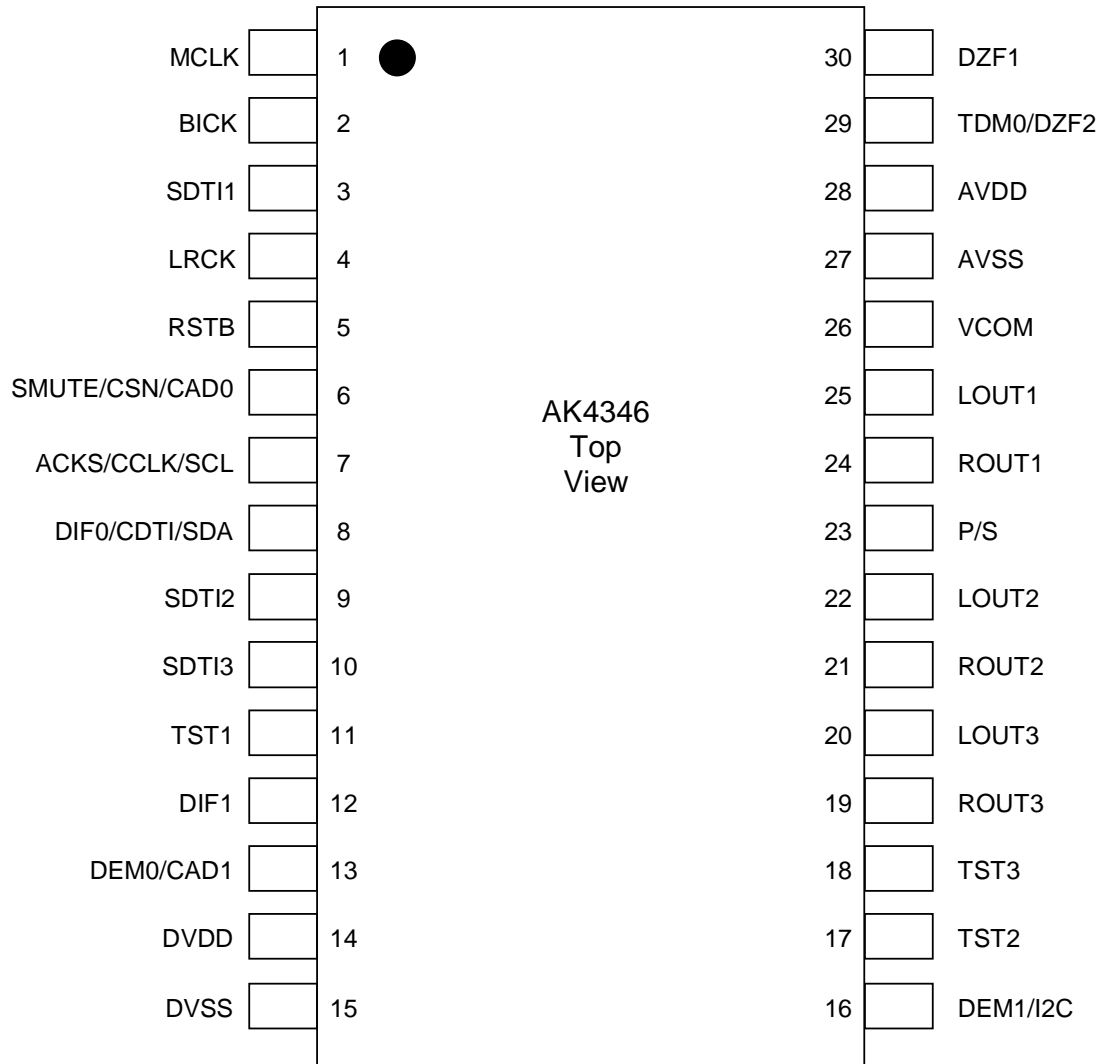 MCLK 1 30 DZF1
BICK 2 29 TDM0/DZF2
SDTI1 3 28 AVDD
LRCK 4 27 AVSS
RSTB 5 26 VCOM
SMUTE/CSN/CAD0 6 25 LOUT1
AK4346
Top
View
ACKS/CCLK/SCL 7 24 ROUT1
DIF0/CDTI/SDA 8 23 P/S
SDTI2 9 22 LOUT2
SDTI3 10 21 ROUT2
TST1 11 20 LOUT3
DIF1 12 19 ROUT3
DEM0/CAD1 13 18 TST3
DVDD 14 17 TST2
DVSS 15 16 DEM1/I2C